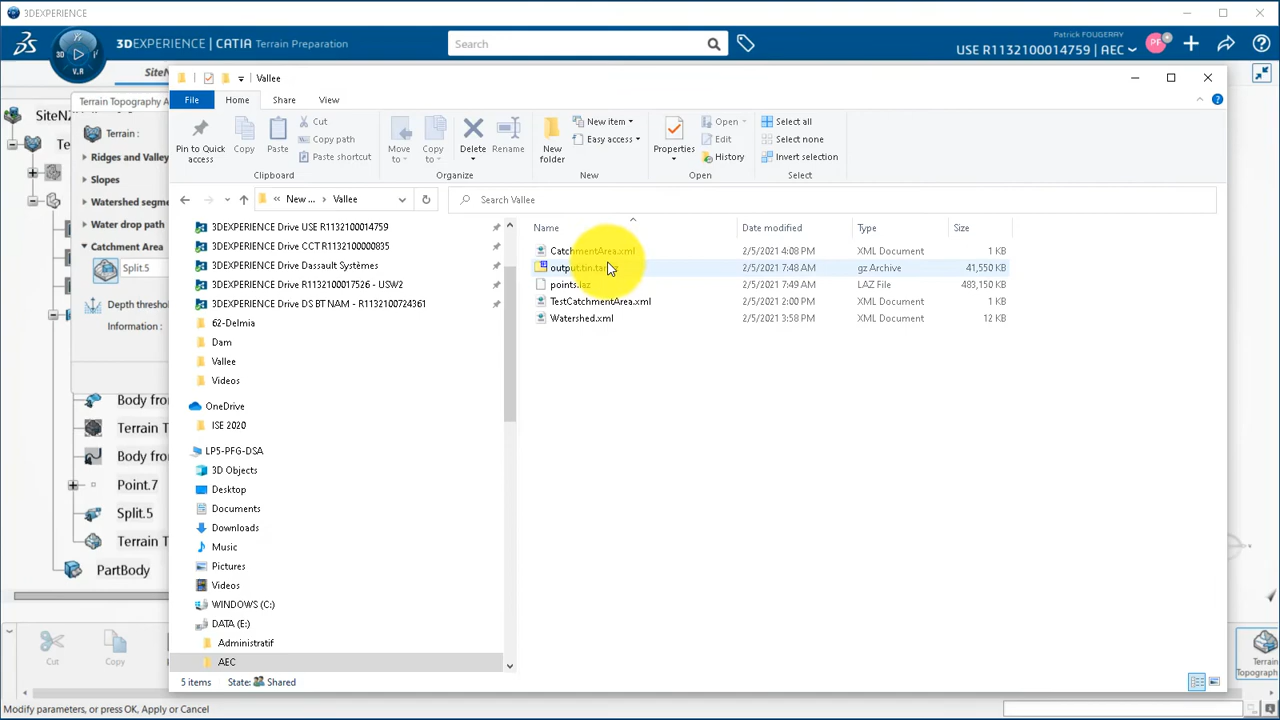 3DEXPERIENCE
3DEXPERIENCE | CATIA Terrain Preparation
Search
Patrick FOUGERAY
USE R1132100014759 | AEC
3D
V.R
PF
Vallee
File Home Share View
Pin to Quick access
Copy
Paste
Cut
Copy path
Paste shortcut
Clipboard
Move to
Copy to
Delete
Rename
Organize
New folder
New item
Easy access
New
Properties
Open
Edit
History
Open
Select all
Select none
Invert selection
Select
« New ... > Vallee
Search Vallee
3DEXPERIENCE Drive USE R1132100014759
3DEXPERIENCE Drive CCT R1132100000835
3DEXPERIENCE Drive Dassault Systèmes
3DEXPERIENCE Drive R1132100017526 - USW2
3DEXPERIENCE Drive DS BT NAM - R1132100724361
62-Delmia
Dam
Vallee
Videos
OneDrive
ISE 2020
LP5-PFG-DSA
3D Objects
Desktop
Documents
Downloads
Music
Pictures
Videos
WINDOWS (C:)
DATA (E:)
Administratif
AEC
Name Date modified Type Size
CatchmentArea.xml 2/5/2021 4:08 PM XML Document 1 KB
2/5/2021 7:48 AM gz Archive 41,550 KB
points.laz 2/5/2021 7:49 AM LAZ File 483,150 KB
TestCatchmentArea.xml 2/5/2021 2:00 PM XML Document 1 KB
Watershed.xml 2/5/2021 3:58 PM XML Document 12 KB
5 items State: Shared
Terrain Topography A
Terrain :
Ridges and Valley
Slopes
Watershed segme
Water drop path
Catchment Area
Split.5
Depth thresho
Body fro
Terrain T
Body fro
Point.7
Split.5
Terrain T
PartBody
Cut
Copy
Terrain
Topography
Modify parameters, or press OK, Apply or Cancel